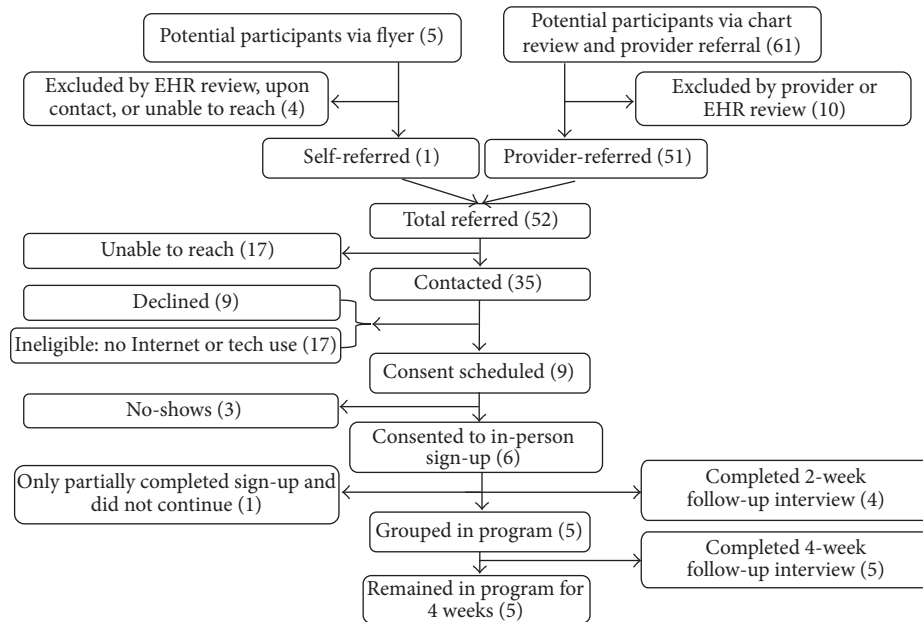 Potential participants via flyer (5)
Potential participants via chart
review and provider referral (61)
Excluded by EHR review, upon
contact, or unable to reach (4)
Excluded by provider or
EHR review (10)
Self-referred (1)
Provider-referred (51)
Total referred (52)
Unable to reach (17)
Contacted (35)
Declined (9)
Ineligible: no Internet or tech use (17)
Consent scheduled (9)
No-shows (3)
Consented to in-person
sign-up (6)
Only partially completed sign-up and
did not continue (1)
Completed 2-week
follow-up interview (4)
Grouped in program (5)
Completed 4-week
follow-up interview (5)
Remained in program for
4 weeks (5)